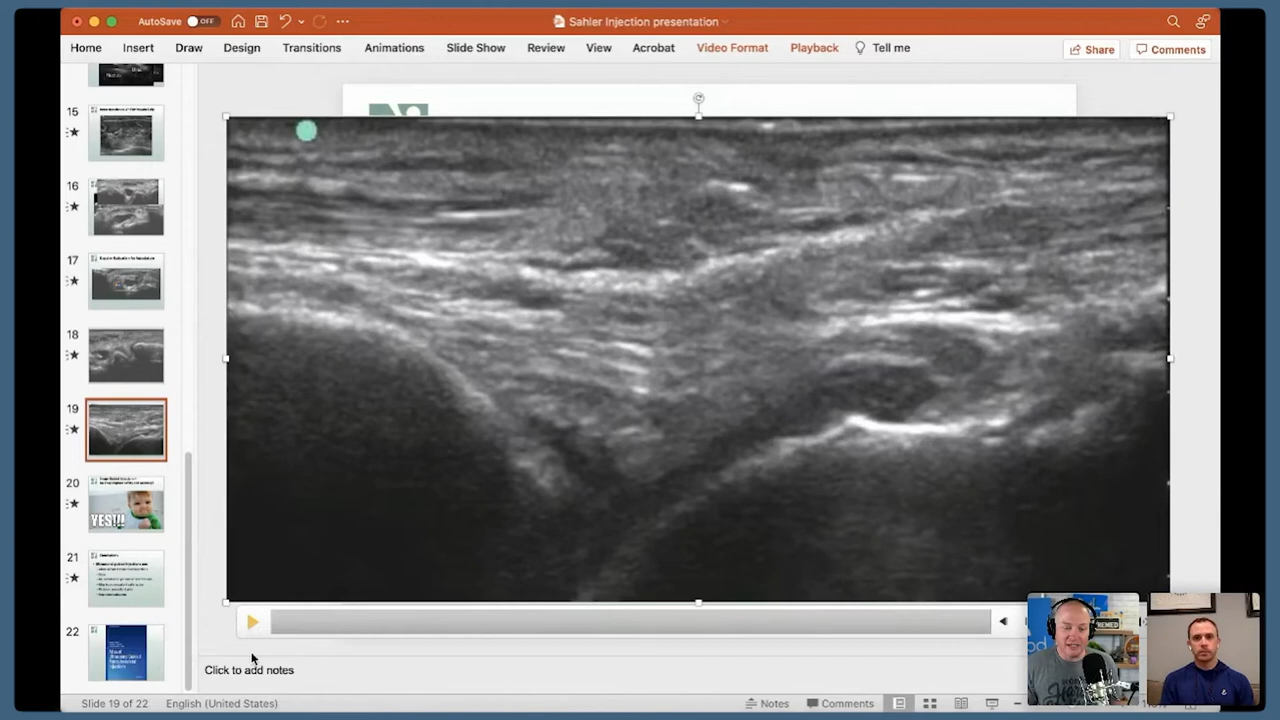 AutoSave OFF
Sahler Injection presentation
Home Insert Draw Design Transitions Animations Slide Show Review View Acrobat Video Format Playback Tell me
Share Comments
15
16
17
18
19
20
YES!!!
21
22
Click to add notes
Slide 19 of 22 English (United States) Notes Comments